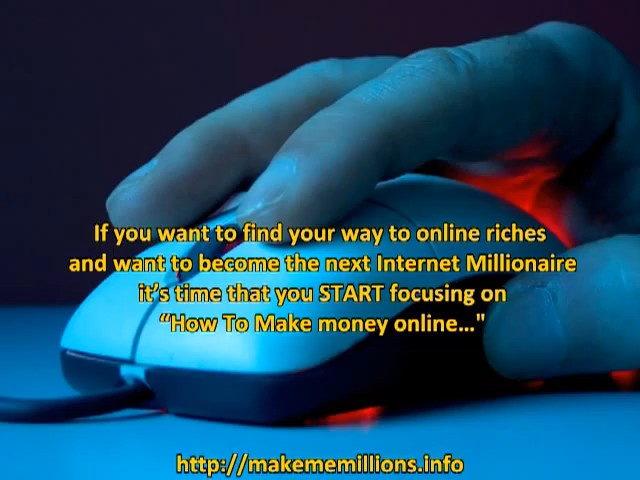 If you want to find your way to online riches
and want to become the next Internet Millionaire
it’s time that you START focusing on
“How To Make money online..."
http://makememillions.info